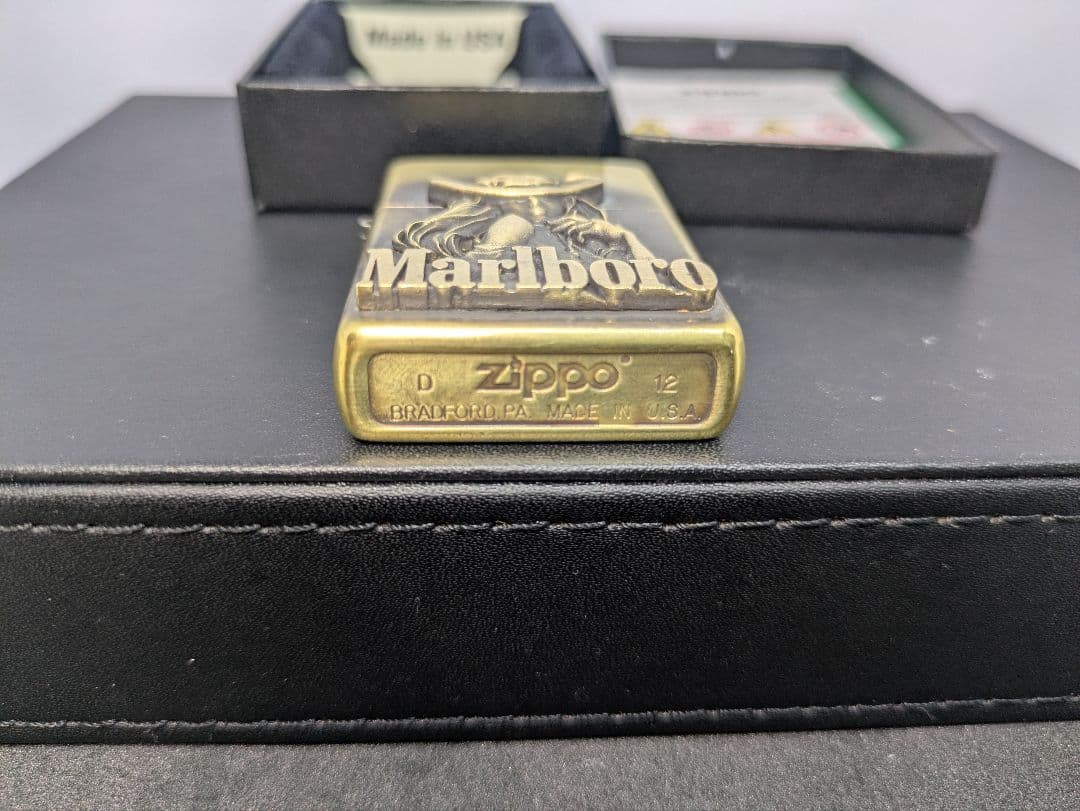 Made in USA
Marlboro
D zippo® 12
BRADFORD, PA. MADE IN U.S.A.